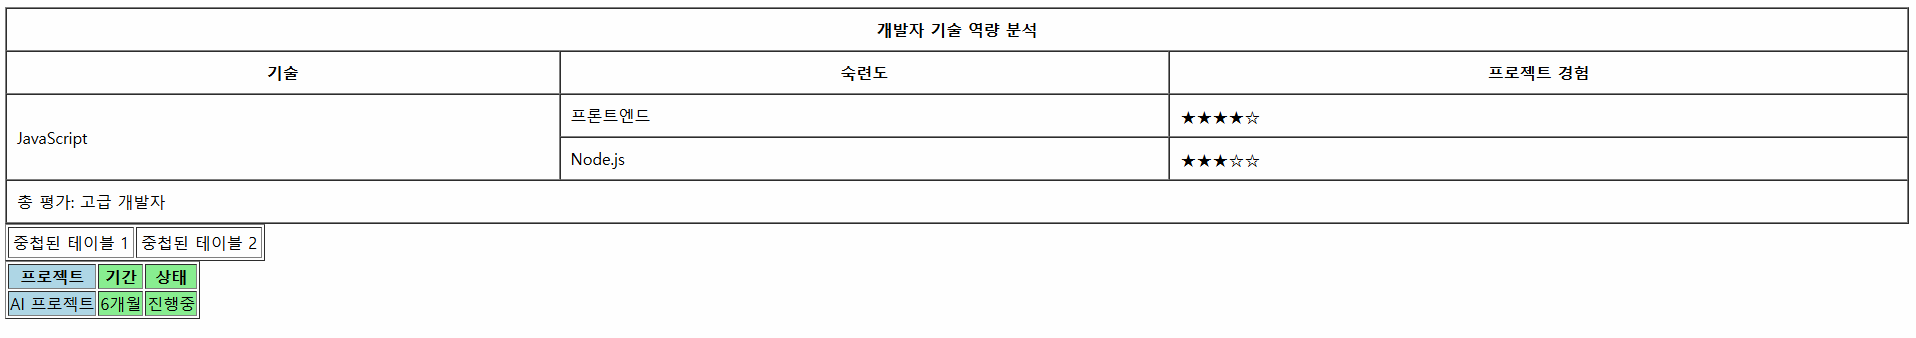 개발자 기술 역량 분석
기술 숙련도 프로젝트 경험
JavaScript 프론트엔드 ★★★★☆
Node.js ★★★☆☆
총 평가: 고급 개발자
중첩된 테이블 1 중첩된 테이블 2
프로젝트 기간 상태
AI 프로젝트 6개월 진행중